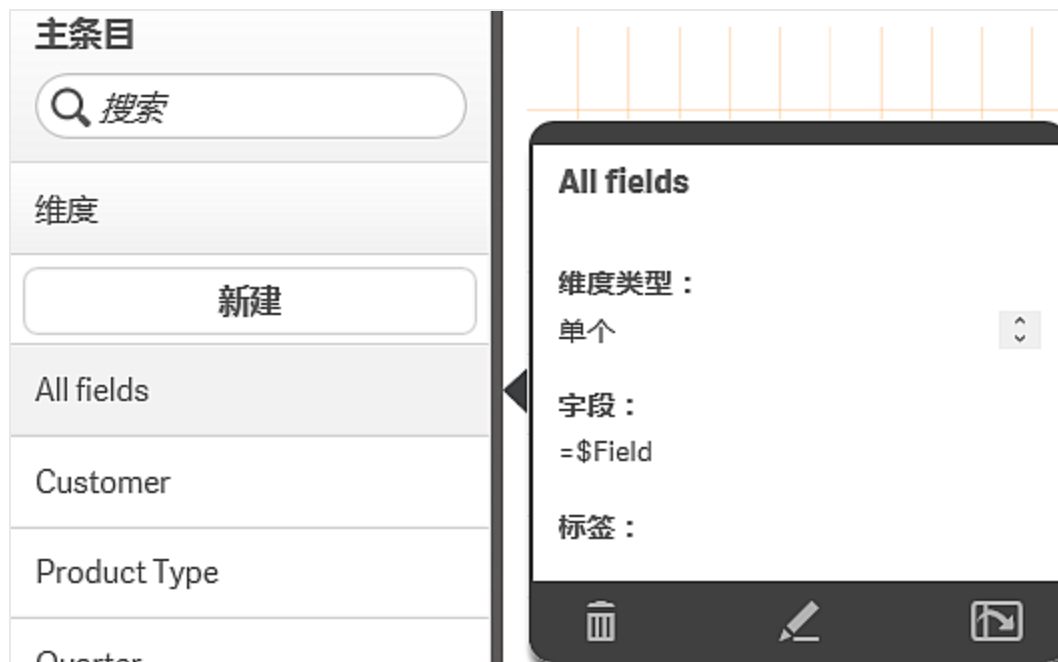 主条目
搜索
维度
新建
All fields
Customer
Product Type
Quarter
All fields
维度类型：
单个
字段：
=$Field
标签：